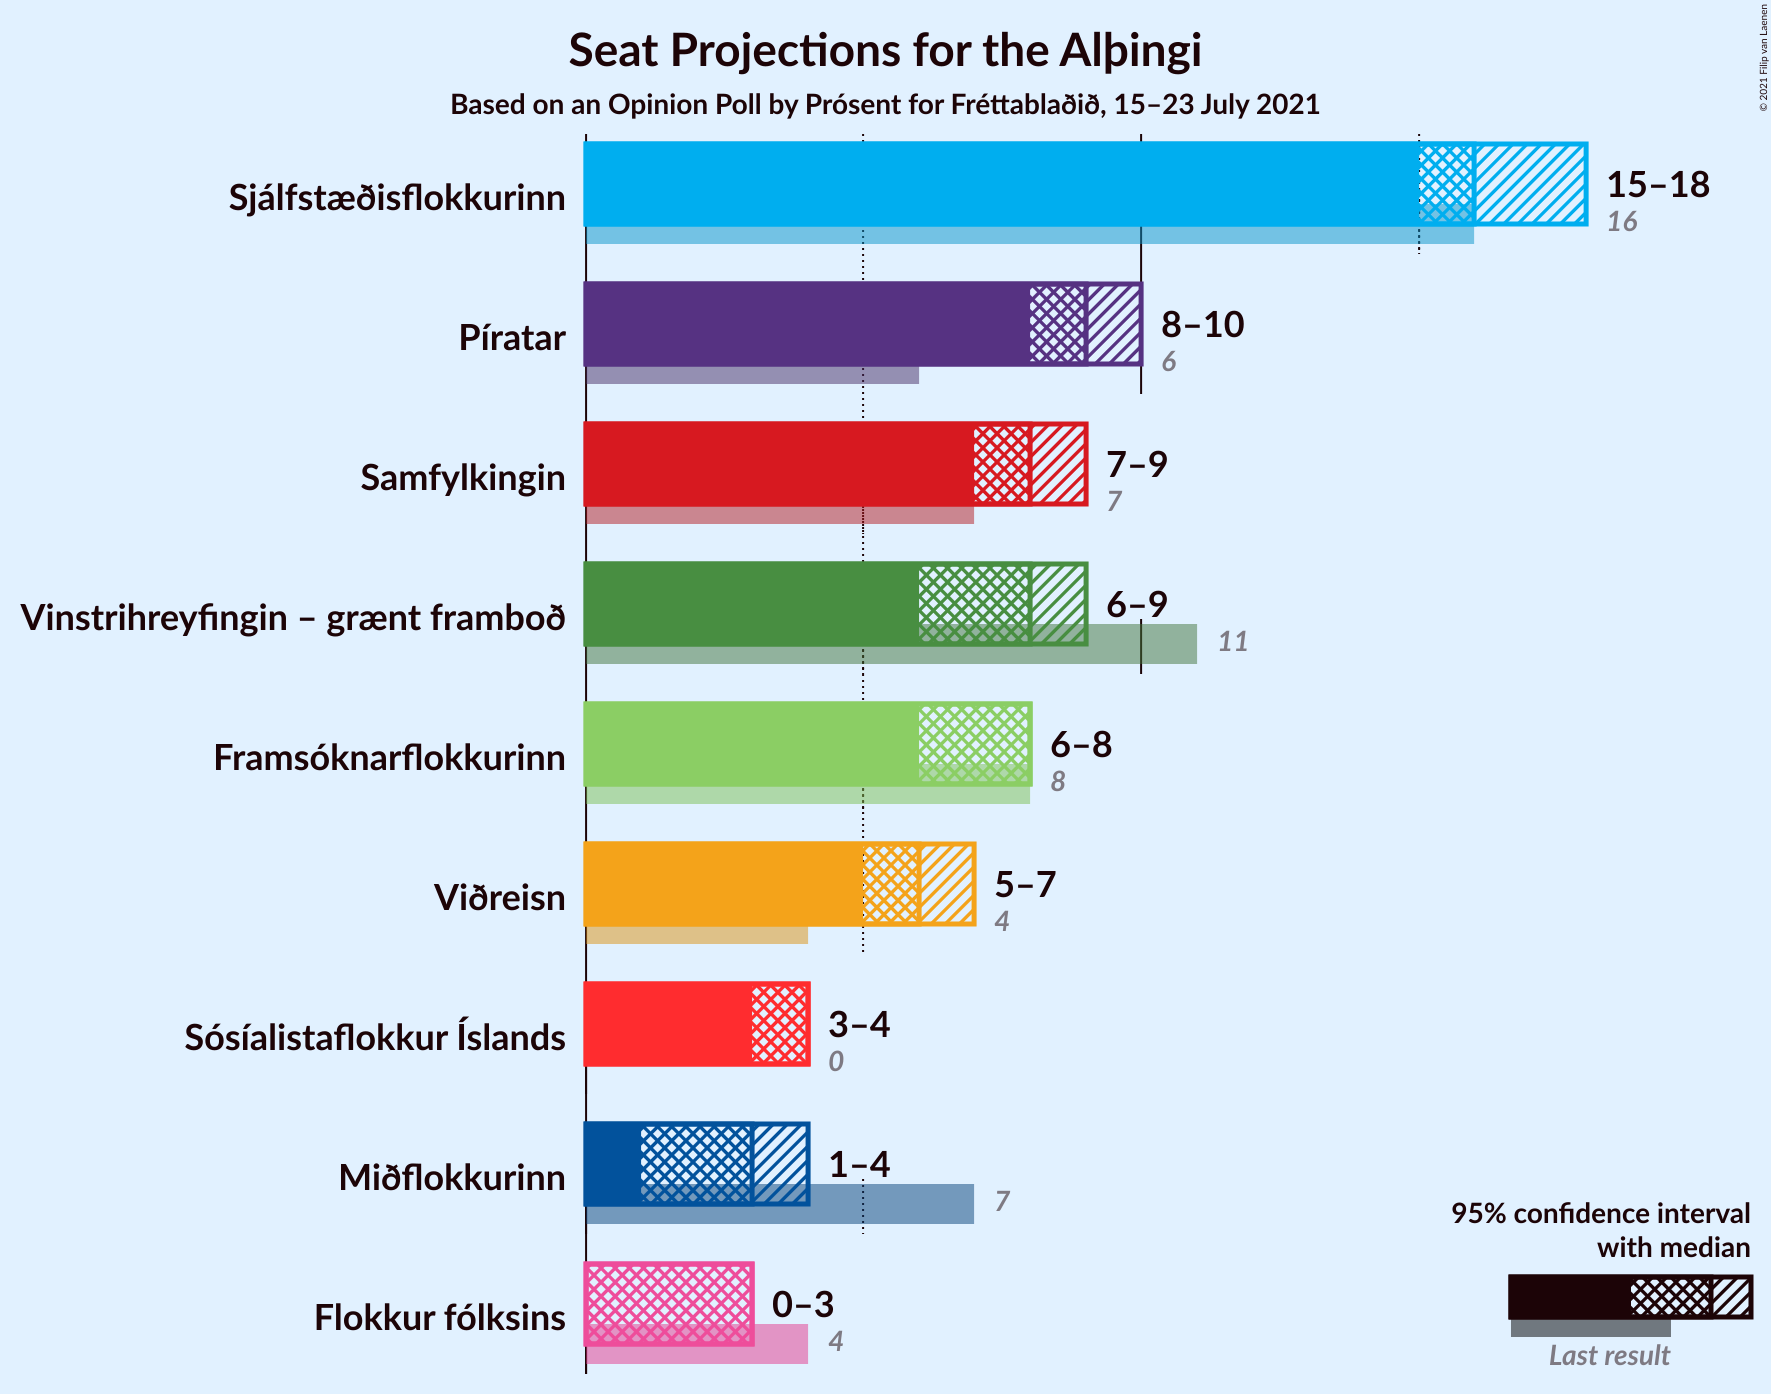 Seat Projections for the Alþingi
Based on an Opinion Poll by Prósent for Fréttablaðið, 15–23 July 2021
© 2021 Filip van Laenen
Sjálfstæðisflokkurinn
15–18
16
Píratar
8–10
6
Samfylkingin
7–9
7
Vinstrihreyfingin – grænt framboð
6–9
11
Framsóknarflokkurinn
6–8
8
Viðreisn
5–7
4
Sósíalistaflokkur Íslands
3–4
0
Miðflokkurinn
1–4
7
Flokkur fólksins
0–3
4
95% confidence interval
with median
Last result